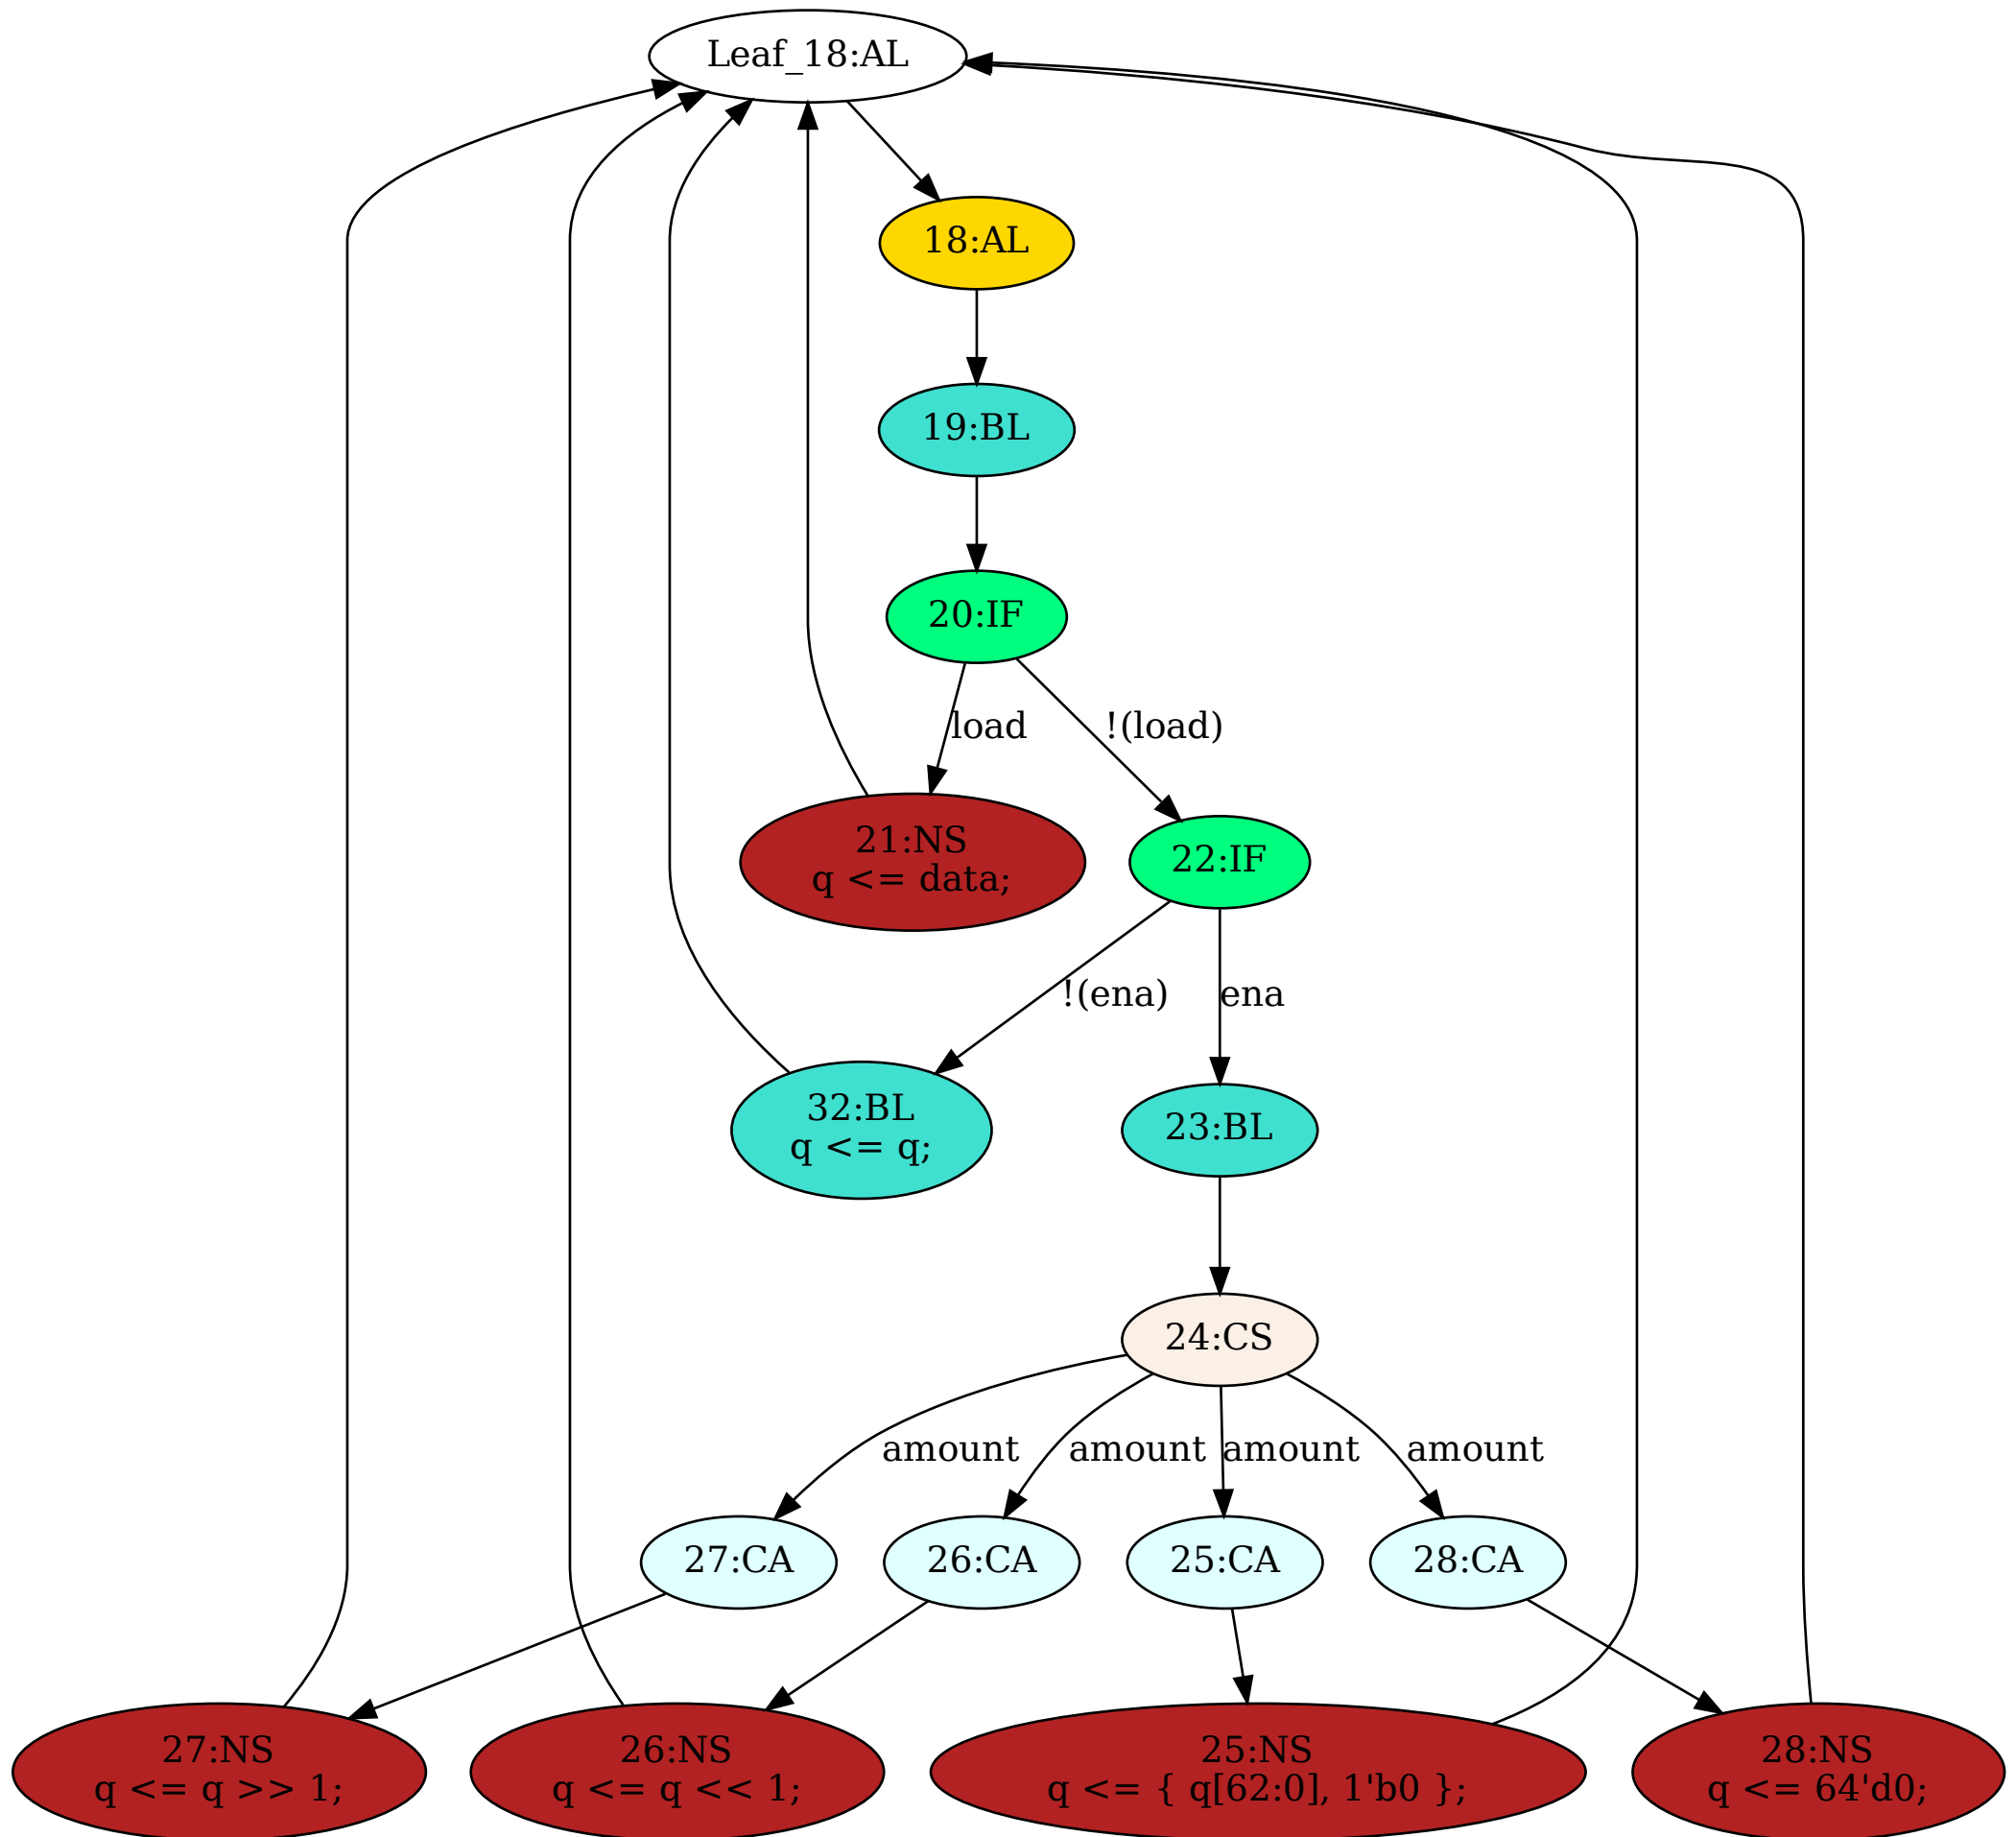 Leaf_18:AL
18:AL
19:BL
20:IF
load
!(load)
21:NS
q <= data;
22:IF
!(ena)
ena
32:BL
q <= q;
23:BL
24:CS
amount
amount
amount
amount
27:CA
26:CA
25:CA
28:CA
27:NS
q <= q >> 1;
26:NS
q <= q << 1;
25:NS
q <= { q[62:0], 1'b0 };
28:NS
q <= 64'd0;